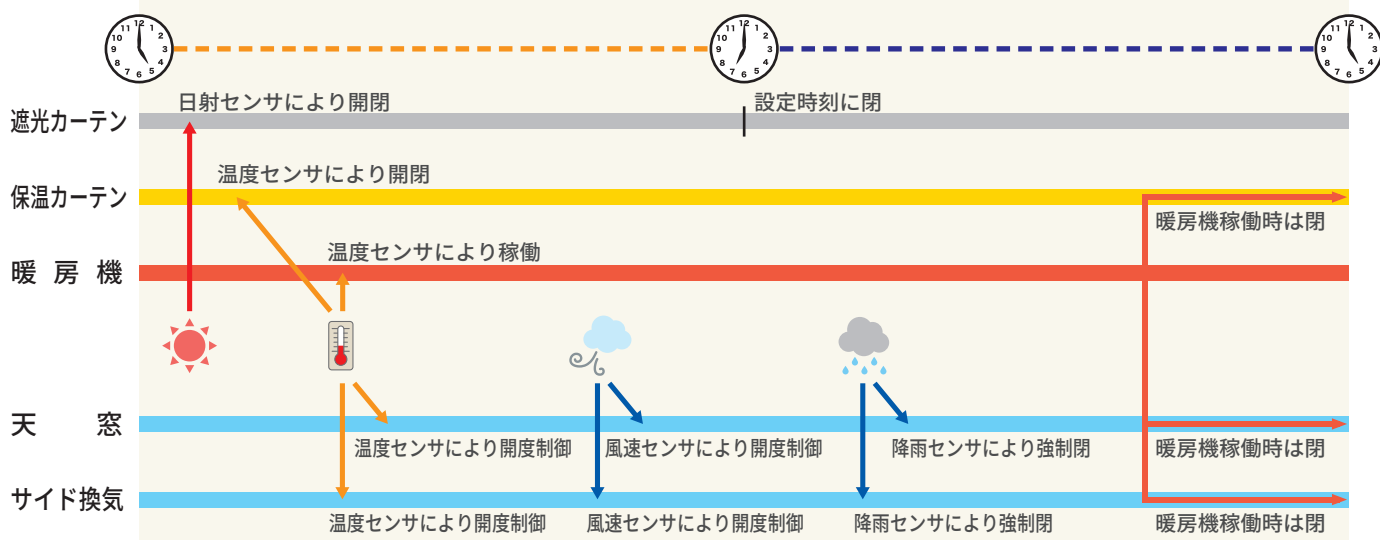 日射センサにより開閉
設定時刻に閉
遮光カーテン
温度センサにより開閉
保温カーテン
暖房機稼働時は閉
温度センサにより稼働
暖房機
天窓
温度センサにより開度制御
風速センサにより開度制御
降雨センサにより強制閉
暖房機稼働時は閉
サイド換気
温度センサにより開度制御
風速センサにより開度制御
降雨センサにより強制閉
暖房機稼働時は閉